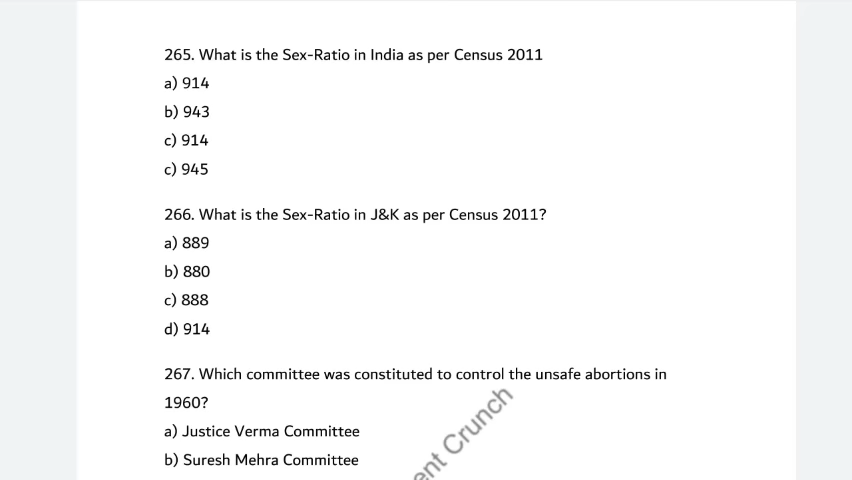 265. What is the Sex-Ratio in India as per Census 2011
a) 914
b) 943
c) 914
c) 945
266. What is the Sex-Ratio in J&K as per Census 2011?
a) 889
b) 880
c) 888
d) 914
267. Which committee was constituted to control the unsafe abortions in
1960?
a) Justice Verma Committee
b) Suresh Mehra Committee
Crunch